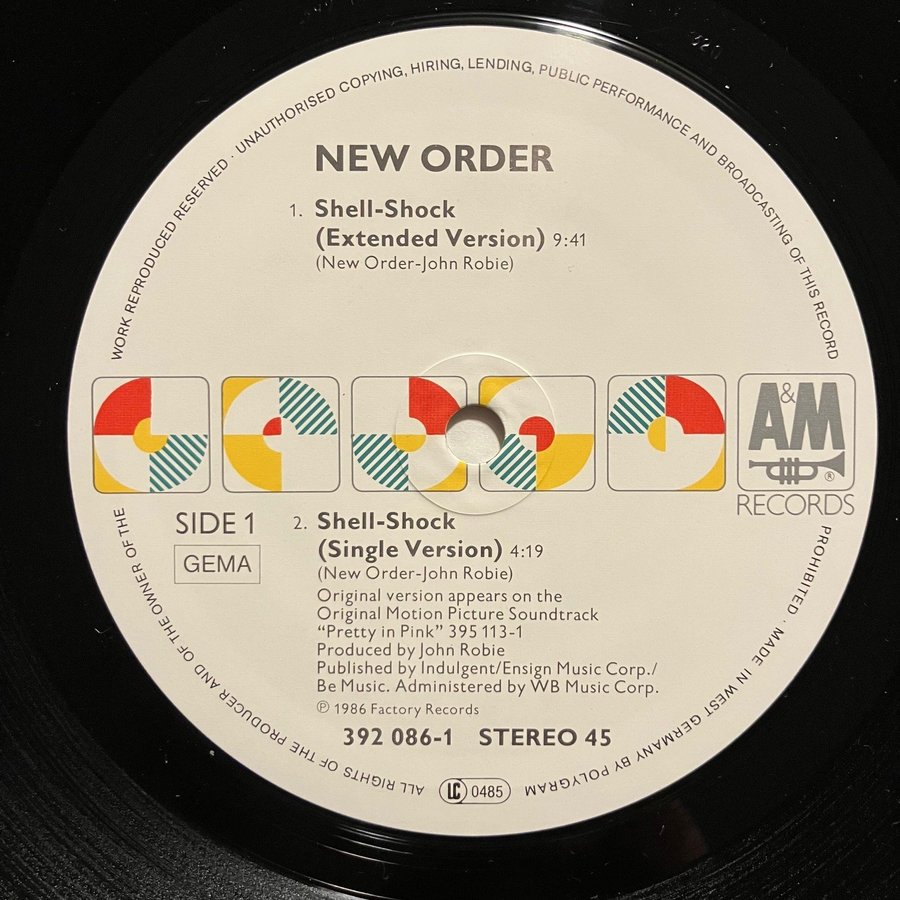 WORK REPRODUCED RESERVED · UNAUTHORISED COPYING, HIRING, LENDING, PUBLIC PERFORMANCE AND BROADCASTING OF THIS RECORD
NEW ORDER
1. Shell-Shock
(Extended Version) 9:41
(New Order-John Robie)
A&M
®
RECORDS
SIDE 1
GEMA
2. Shell-Shock
(Single Version) 4:19
(New Order-John Robie)
Original version appears on the
Original Motion Picture Soundtrack
“Pretty in Pink” 395 113-1
Produced by John Robie
Published by Indulgent/Ensign Music Corp./
Be Music. Administered by WB Music Corp.
℗ 1986 Factory Records
392 086-1 STEREO 45
PROHIBITED · MADE IN WEST GERMANY BY POLYGRAM
LC 0485
ALL RIGHTS OF THE PRODUCER AND OF THE OWNER OF THE